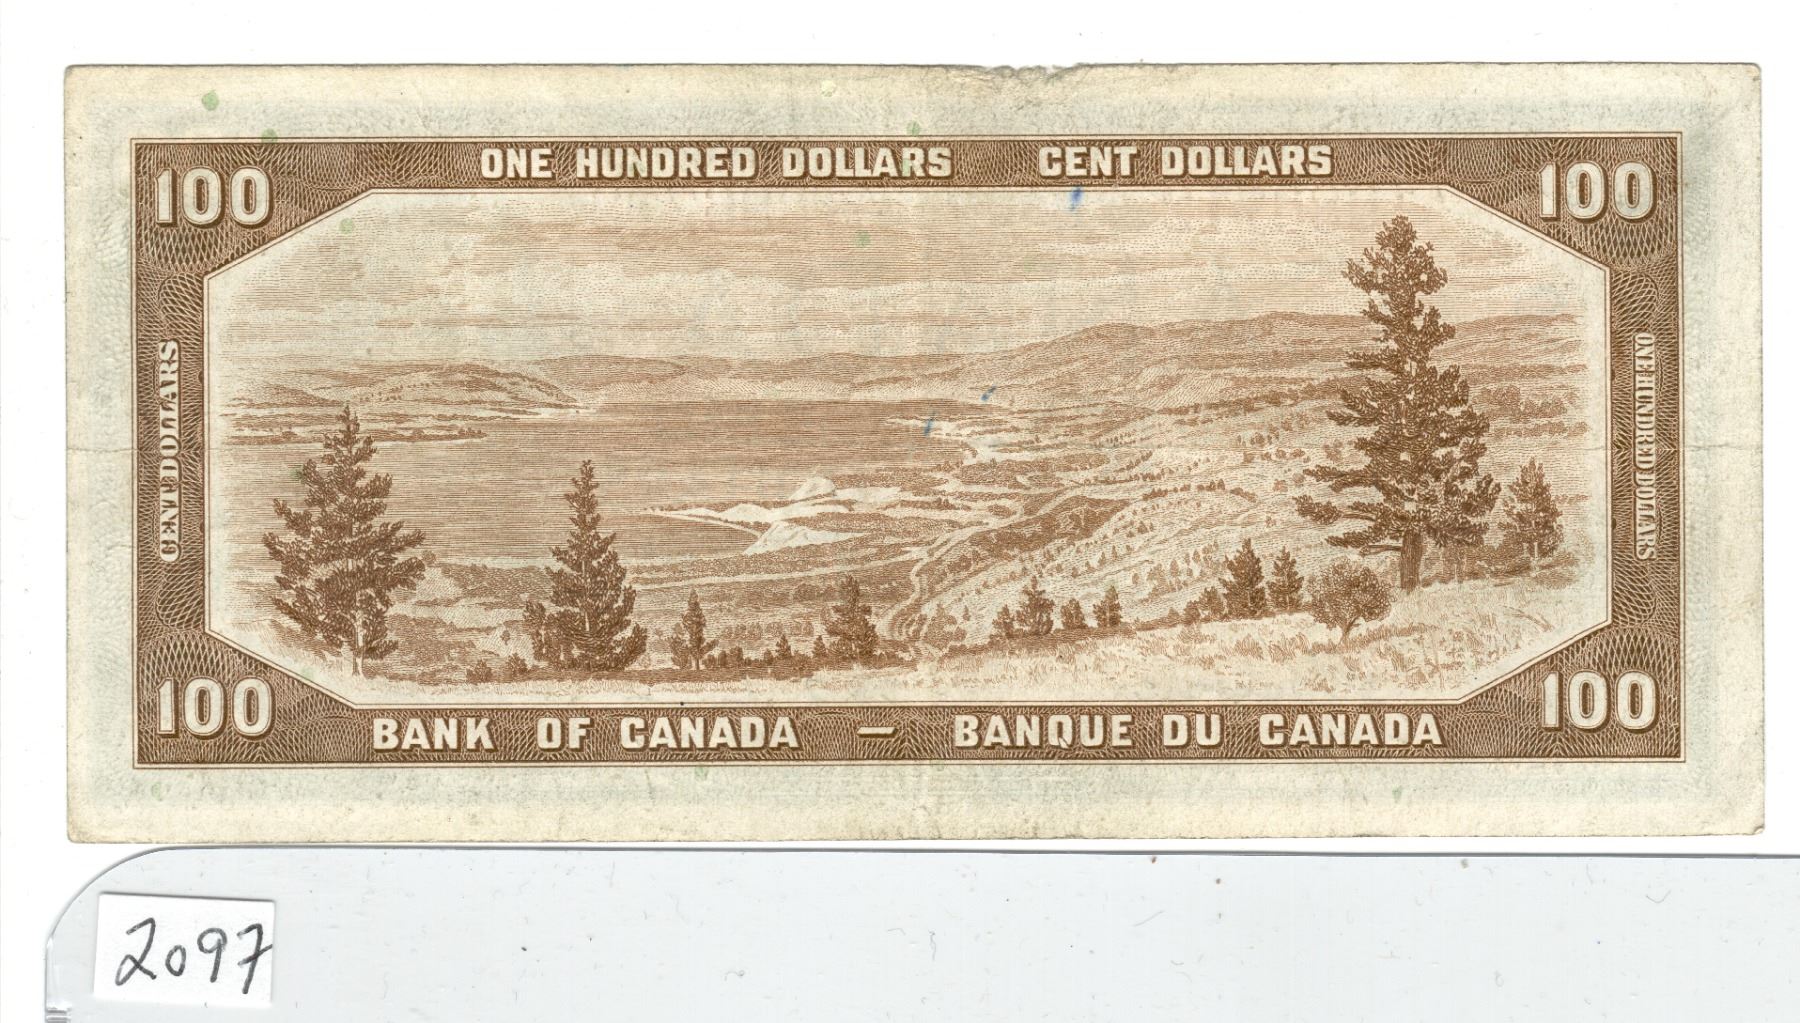 ONE HUNDRED DOLLARS CENT DOLLARS
100 100
CENT DOLLARS
ONE HUNDRED DOLLARS
100 100
BANK OF CANADA — BANQUE DU CANADA
2097